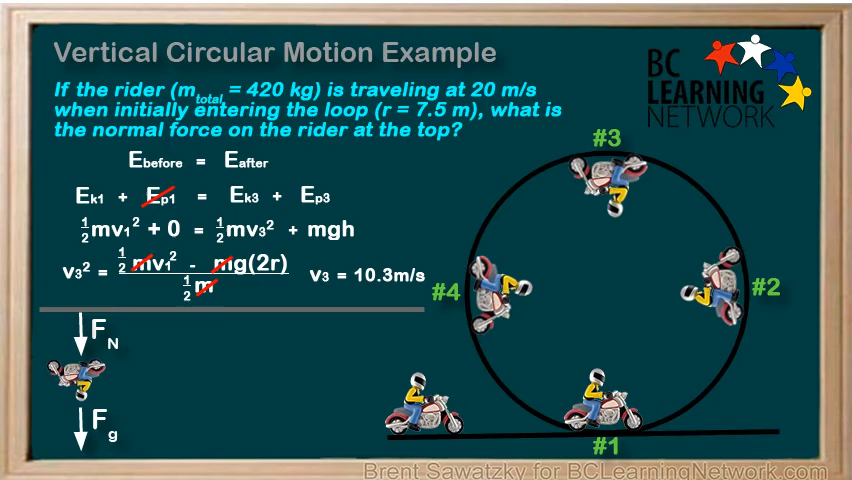 Vertical Circular Motion Example
If the rider (mtotal = 420 kg) is traveling at 20 m/s
when initially entering the loop (r = 7.5 m), what is
the normal force on the rider at the top?
BC
LEARNING
NETWORK
Ebefore = Eafter
Ek1 + Ep1 = Ek3 + Ep3
½mv₁² + 0 = ½mv₃² + mgh
v₃² = (½mv₁² - mg(2r)) / ½m v₃ = 10.3m/s
FN
Fg
#3
#2
#4
#1
Brent Sawatzky for BCLearningNetwork.com